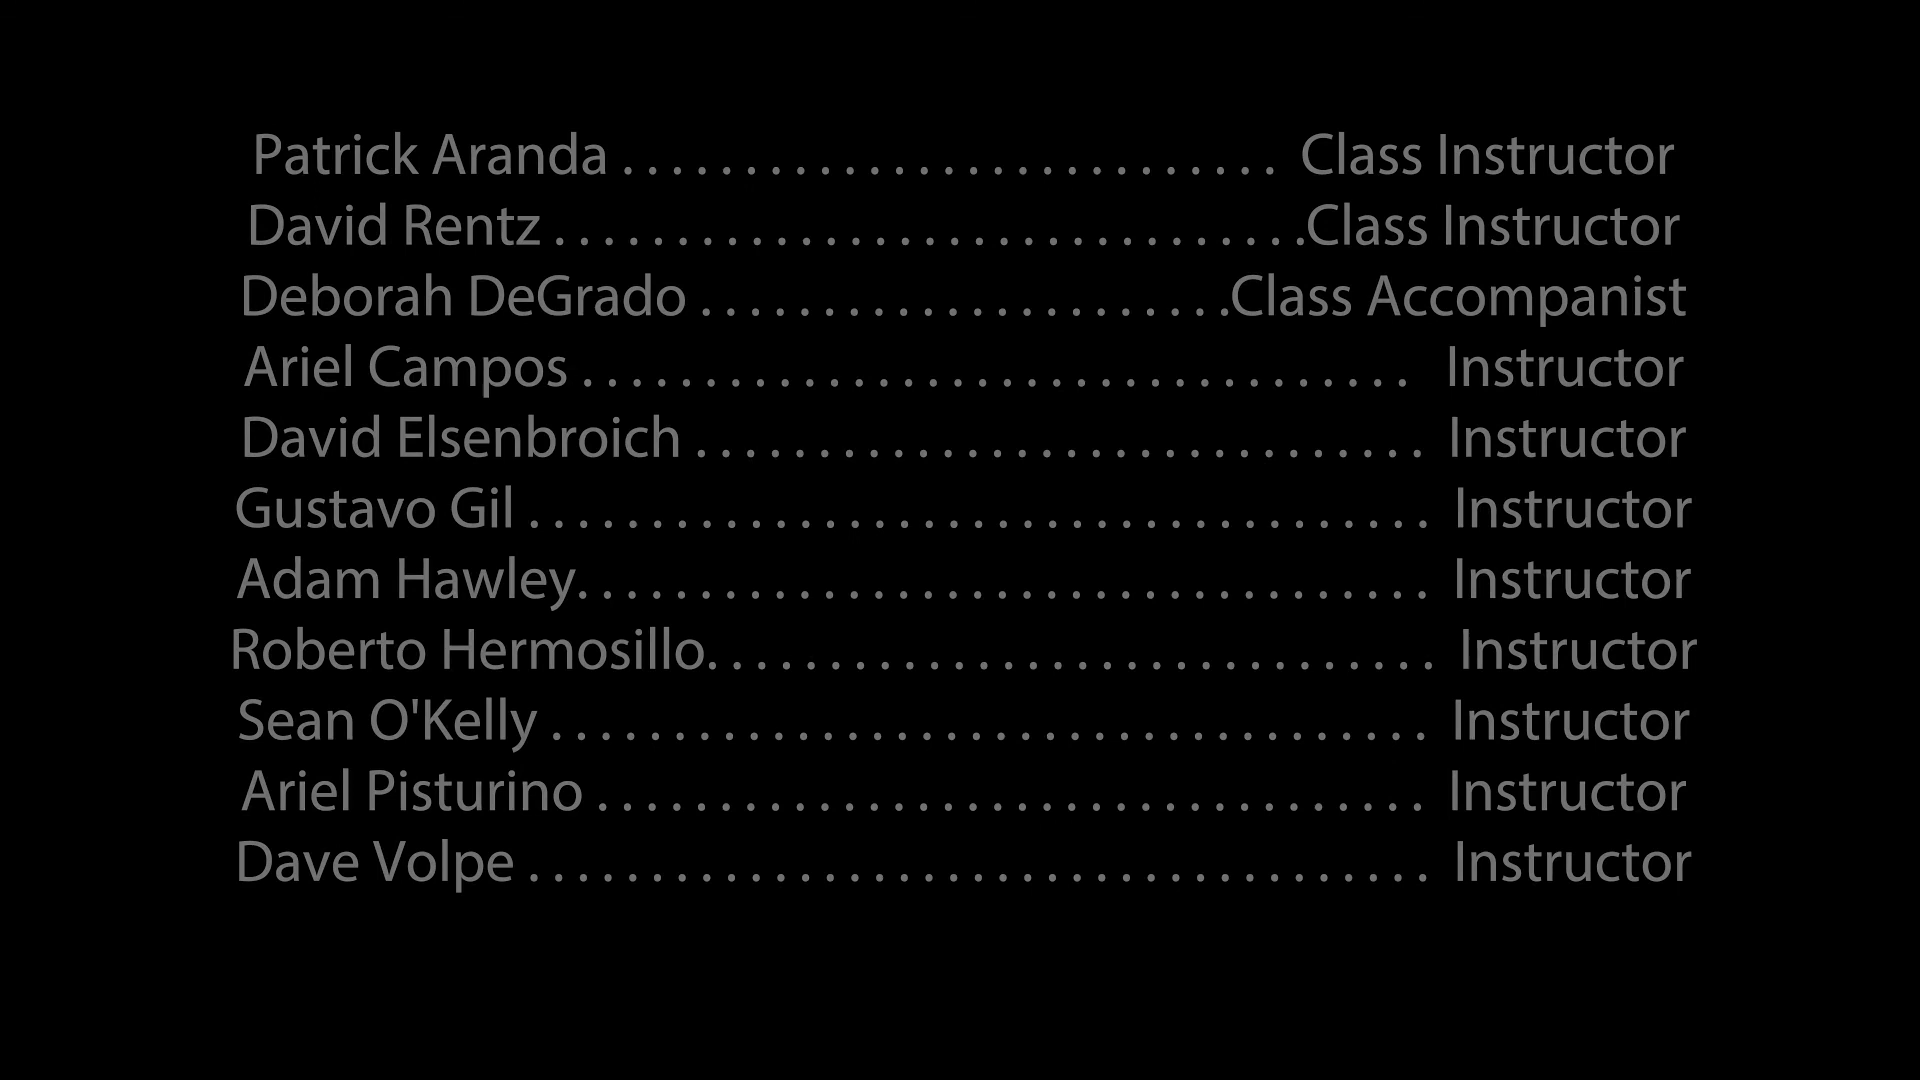 Patrick Aranda . . . . . . . . . . . . . . . . . . . . . . . . . . . Class Instructor
David Rentz . . . . . . . . . . . . . . . . . . . . . . . . . . . . . . .Class Instructor
Deborah DeGrado . . . . . . . . . . . . . . . . . . . . . .Class Accompanist
Ariel Campos . . . . . . . . . . . . . . . . . . . . . . . . . . . . . . . . . . Instructor
David Elsenbroich . . . . . . . . . . . . . . . . . . . . . . . . . . . . . . Instructor
Gustavo Gil . . . . . . . . . . . . . . . . . . . . . . . . . . . . . . . . . . . . . Instructor
Adam Hawley. . . . . . . . . . . . . . . . . . . . . . . . . . . . . . . . . . . Instructor
Roberto Hermosillo. . . . . . . . . . . . . . . . . . . . . . . . . . . . . . Instructor
Sean O'Kelly . . . . . . . . . . . . . . . . . . . . . . . . . . . . . . . . . . . . Instructor
Ariel Pisturino . . . . . . . . . . . . . . . . . . . . . . . . . . . . . . . . . . Instructor
Dave Volpe . . . . . . . . . . . . . . . . . . . . . . . . . . . . . . . . . . . . . Instructor